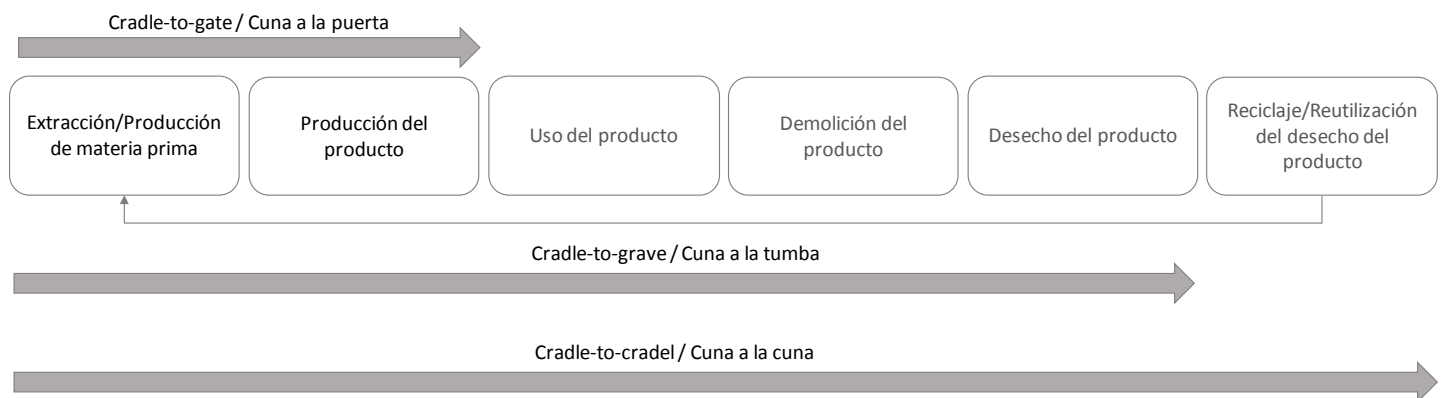 Cradle-to-gate / Cuna a la puerta
Extracción/Producción
de materia prima
Producción del
producto
Uso del producto
Demolición del
producto
Desecho del producto
Reciclaje/Reutilización
del desecho del
producto
Cradle-to-grave / Cuna a la tumba
Cradle-to-cradel / Cuna a la cuna